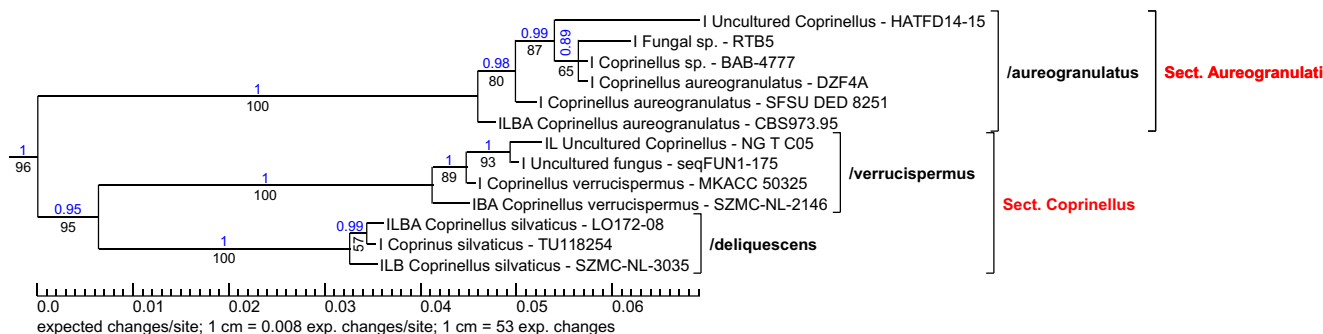 I Uncultured Coprinellus - HATFD14-15
0.99
87
0.89
65
I Fungal sp. - RTB5
I Coprinellus sp. - BAB-4777
I Coprinellus aureogranulatus - DZF4A
/aureogranulatus
Sect. Aureogranulati
0.98
80
1
100
I Coprinellus aureogranulatus - SFSU DED 8251
ILBA Coprinellus aureogranulatus - CBS973.95
1
96
IL Uncultured Coprinellus - NG T C05
1
93
I Uncultured fungus - seqFUN1-175
1
89
/verrucispermus
1
100
I Coprinellus verrucispermus - MKACC 50325
IBA Coprinellus verrucispermus - SZMC-NL-2146
Sect. Coprinellus
0.95
95
0.99
57
ILBA Coprinellus silvaticus - LO172-08
I Coprinus silvaticus - TU118254
/deliquescens
1
100
ILB Coprinellus silvaticus - SZMC-NL-3035
0.0 0.01 0.02 0.03 0.04 0.05 0.06
expected changes/site; 1 cm = 0.008 exp. changes/site; 1 cm = 53 exp. changes